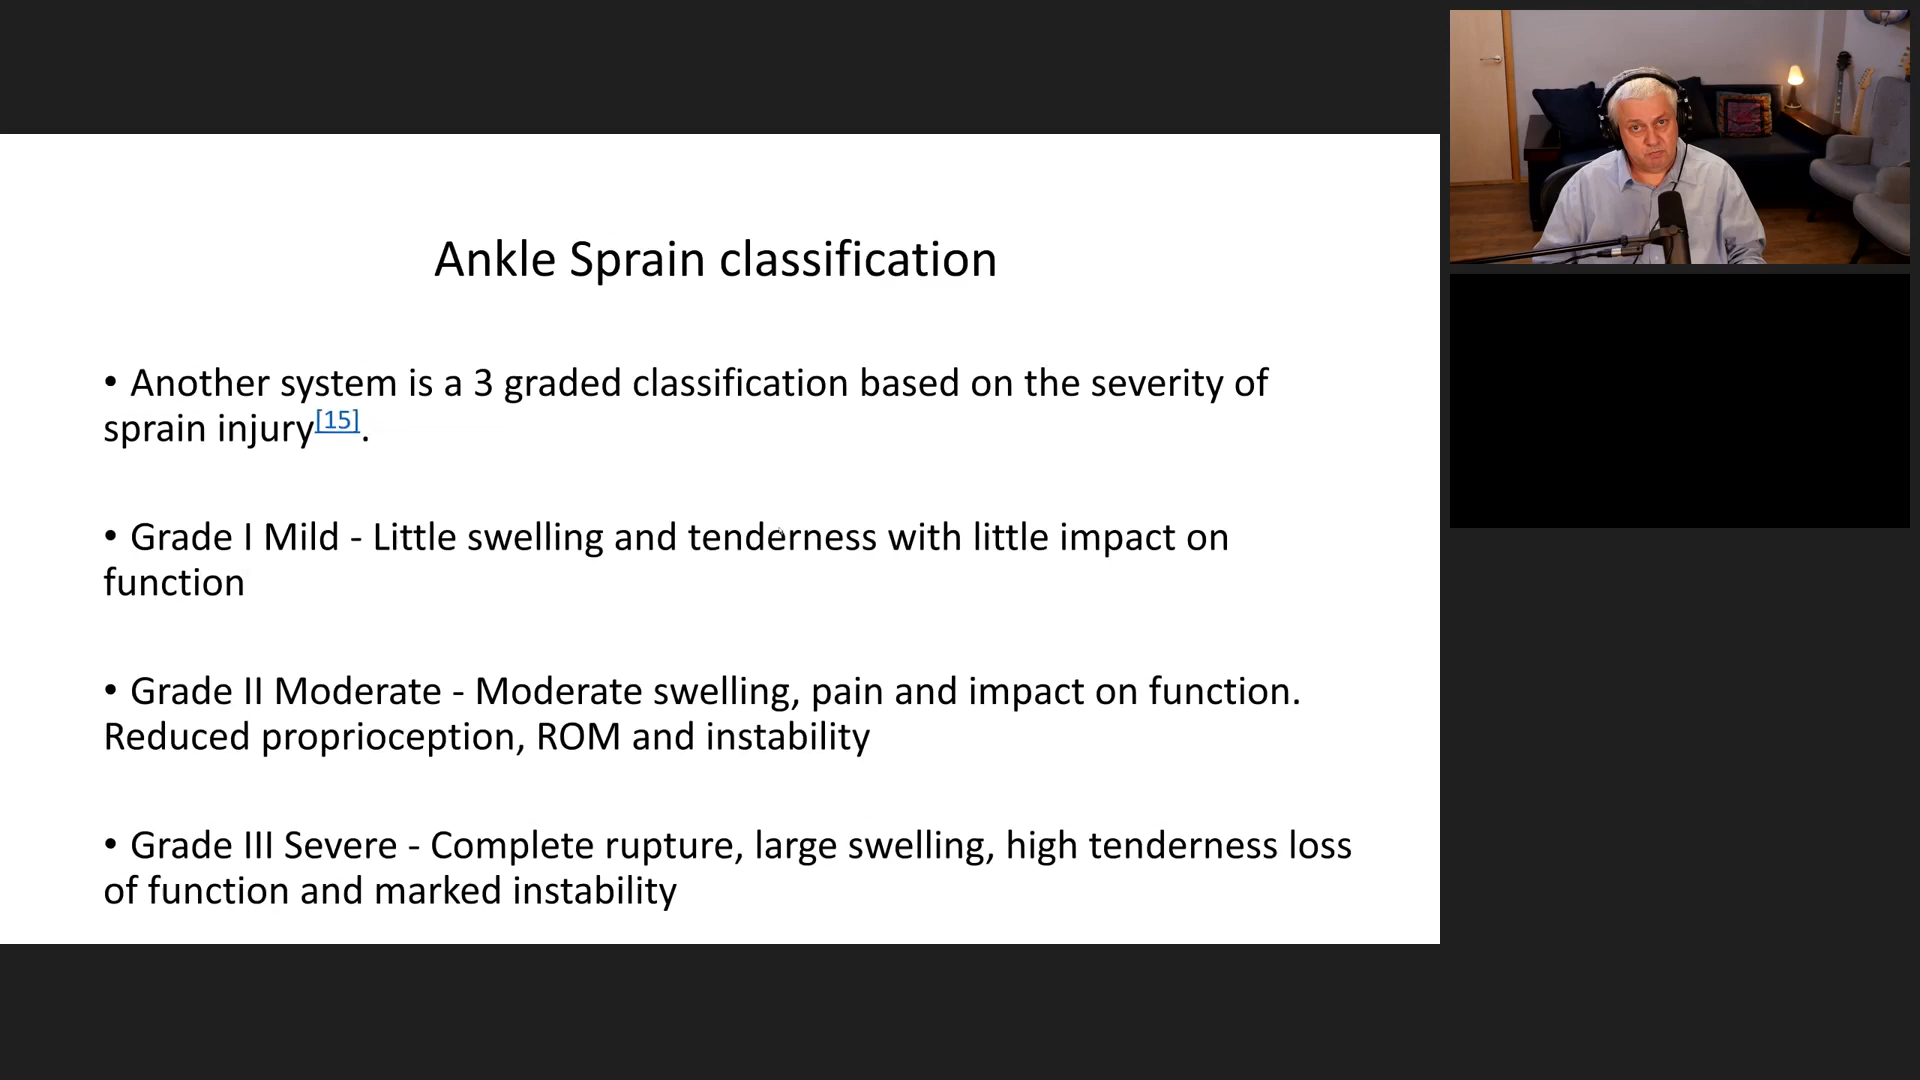 Ankle Sprain classification
• Another system is a 3 graded classification based on the severity of
sprain injury[15].
• Grade I Mild - Little swelling and tenderness with little impact on
function
• Grade II Moderate - Moderate swelling, pain and impact on function.
Reduced proprioception, ROM and instability
• Grade III Severe - Complete rupture, large swelling, high tenderness loss
of function and marked instability